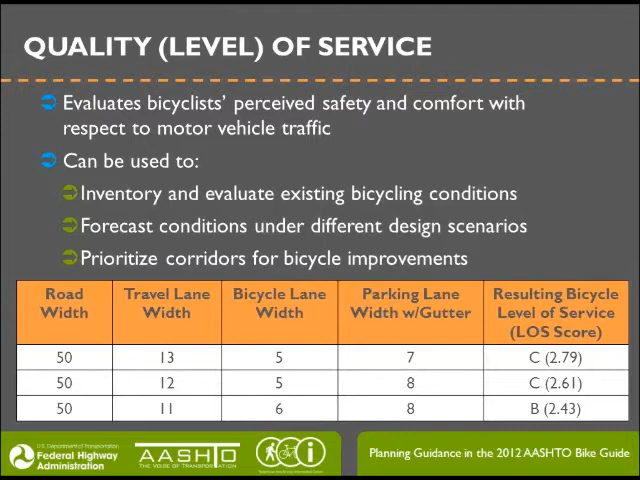 QUALITY (LEVEL) OF SERVICE
Evaluates bicyclists' perceived safety and comfort with
respect to motor vehicle traffic
Can be used to:
Inventory and evaluate existing bicycling conditions
Forecast conditions under different design scenarios
Prioritize corridors for bicycle improvements
Road Width Travel Lane Width Bicycle Lane Width Parking Lane Width w/Gutter Resulting Bicycle Level of Service (LOS Score)
50 13 5 7 C (2.79)
50 12 5 8 C (2.61)
50 11 6 8 B (2.43)
U.S. Department of Transportation
Federal Highway
Administration
AASHTO
THE VOICE OF TRANSPORTATION
Planning Guidance in the 2012 AASHTO Bike Guide